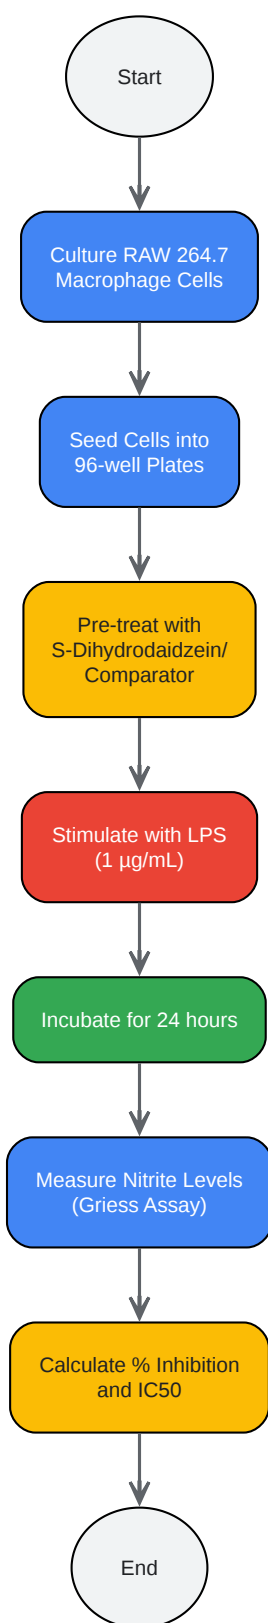 Start
Culture RAW 264.7
Macrophage Cells
Seed Cells into
96-well Plates
Pre-treat with
S-Dihydrodaidzein/
Comparator
Stimulate with LPS
(1 µg/mL)
Incubate for 24 hours
Measure Nitrite Levels
(Griess Assay)
Calculate % Inhibition
and IC50
End